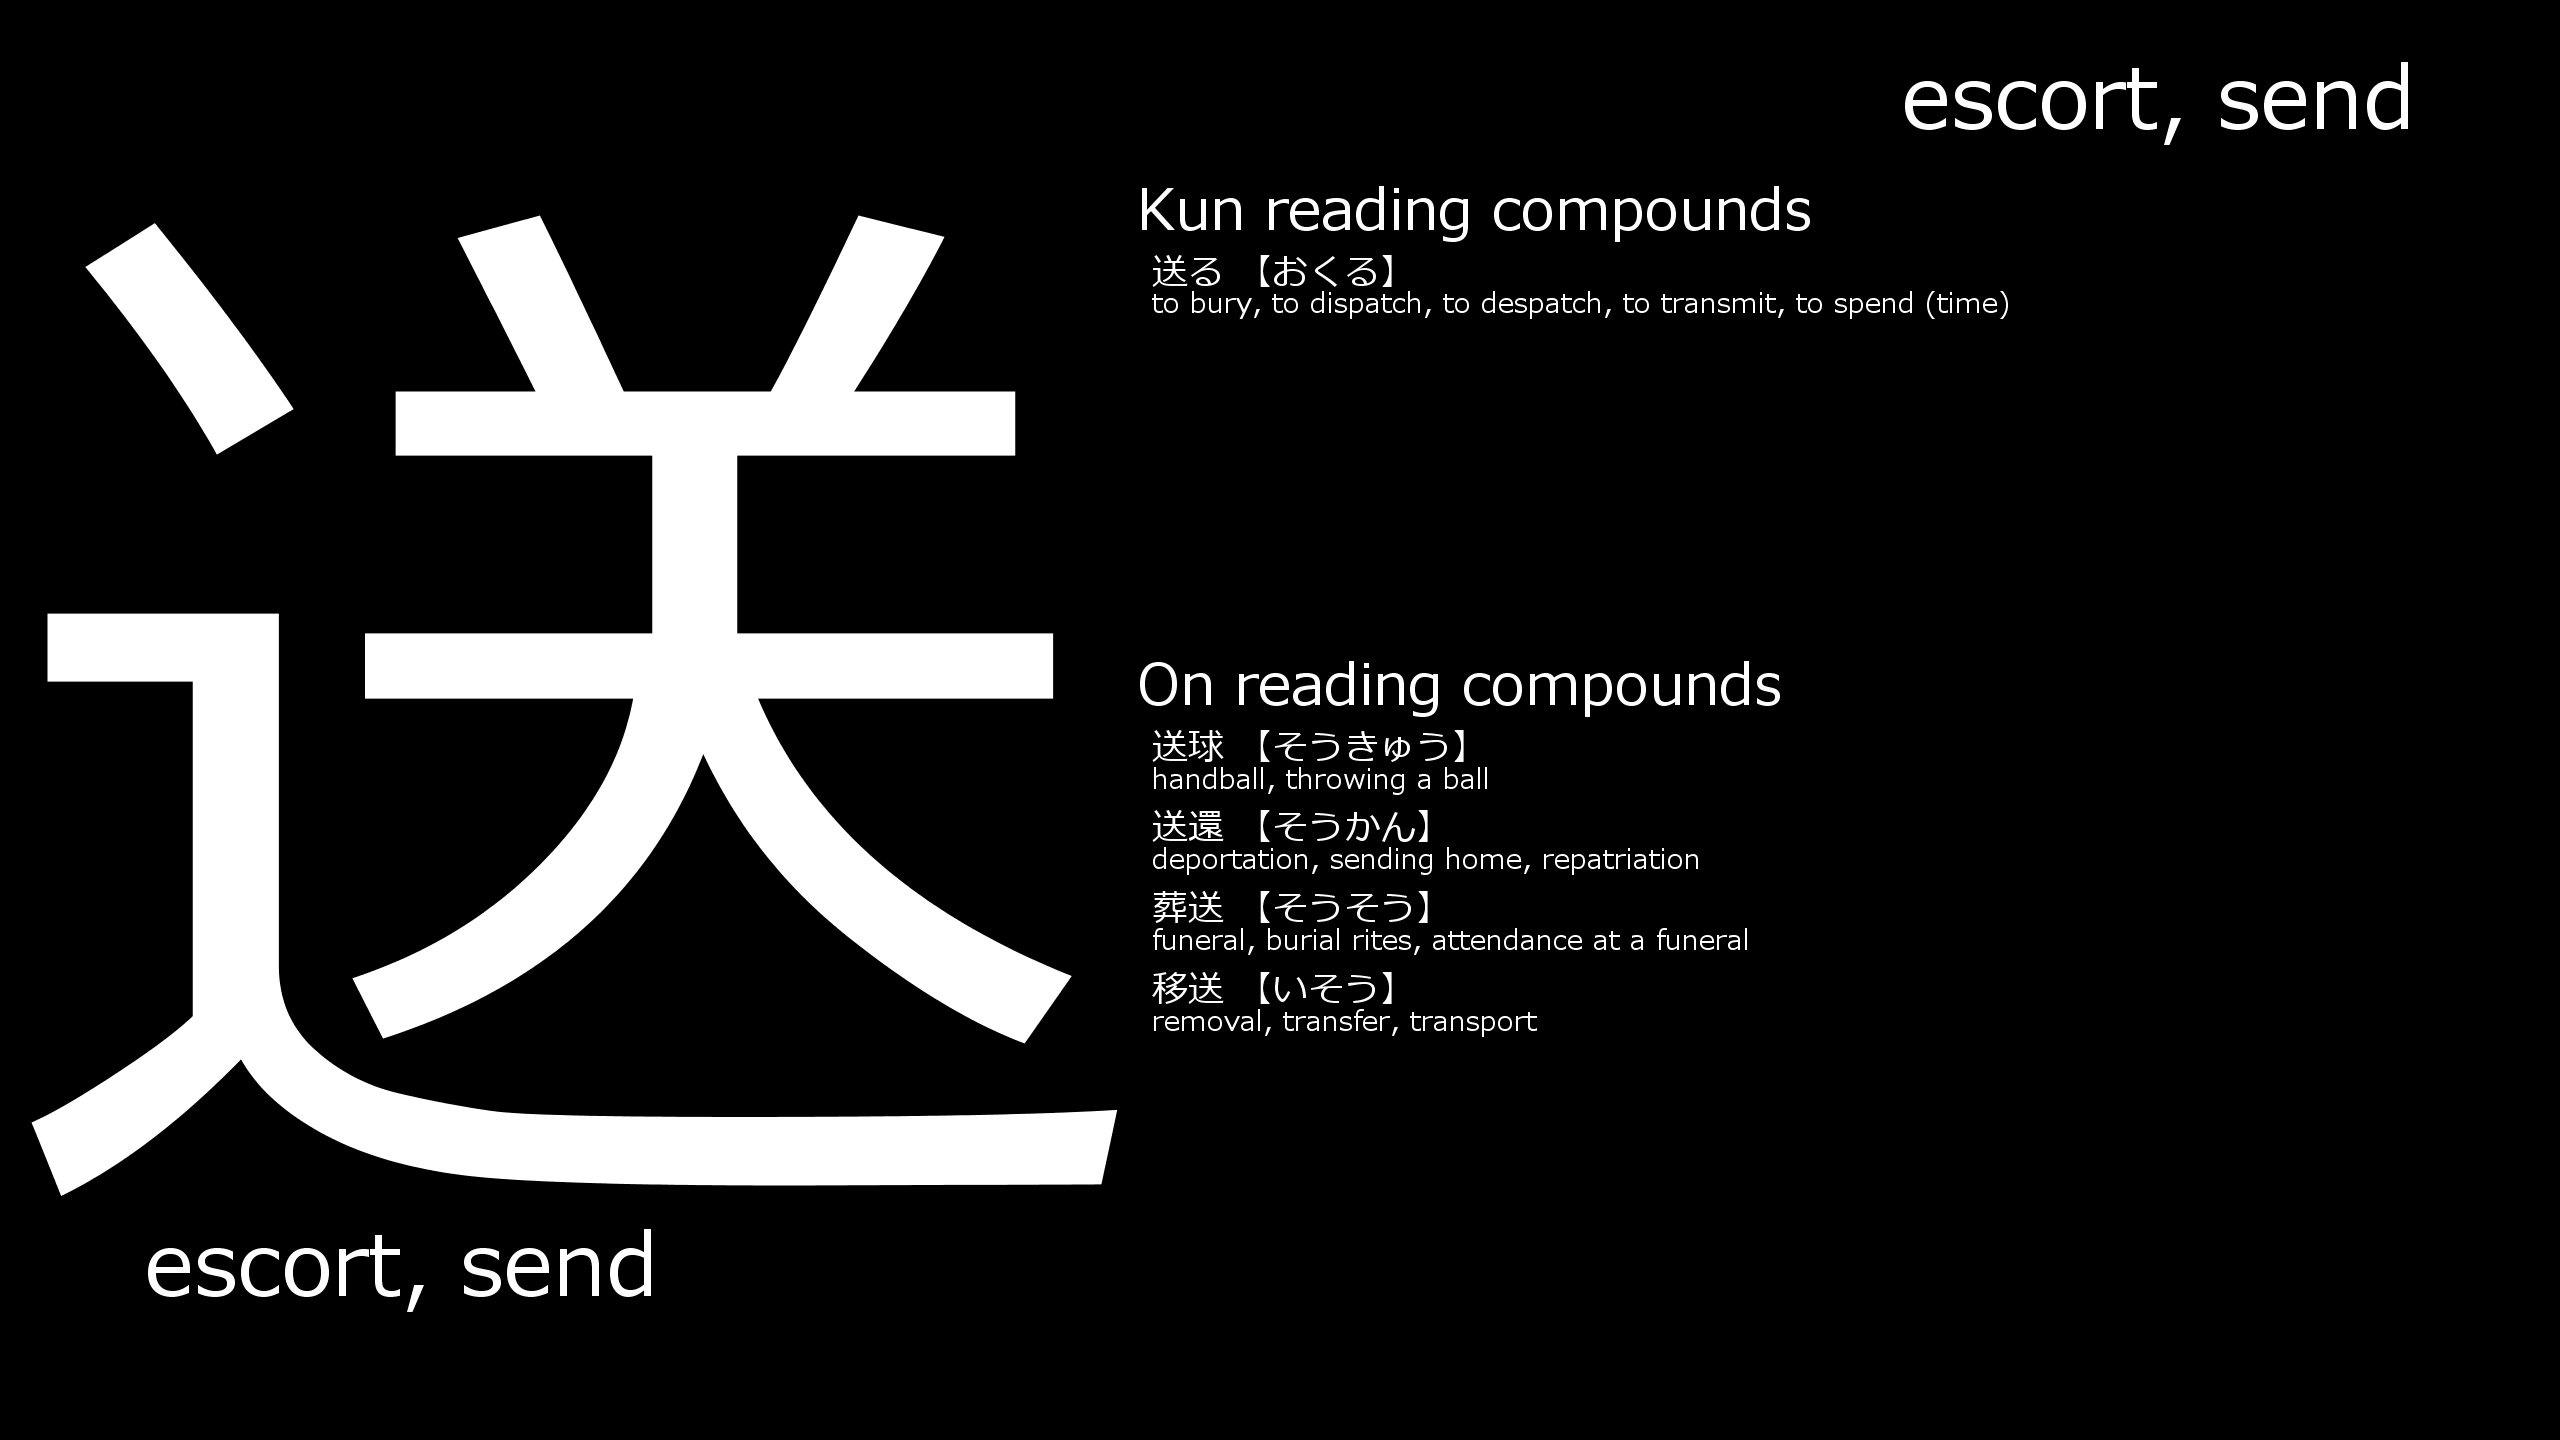 escort, send
送
escort, send
Kun reading compounds
送る 【おくる】
to bury, to dispatch, to despatch, to transmit, to spend (time)
On reading compounds
送球 【そうきゅう】
handball, throwing a ball
送還 【そうかん】
deportation, sending home, repatriation
葬送 【そうそう】
funeral, burial rites, attendance at a funeral
移送 【いそう】
removal, transfer, transport